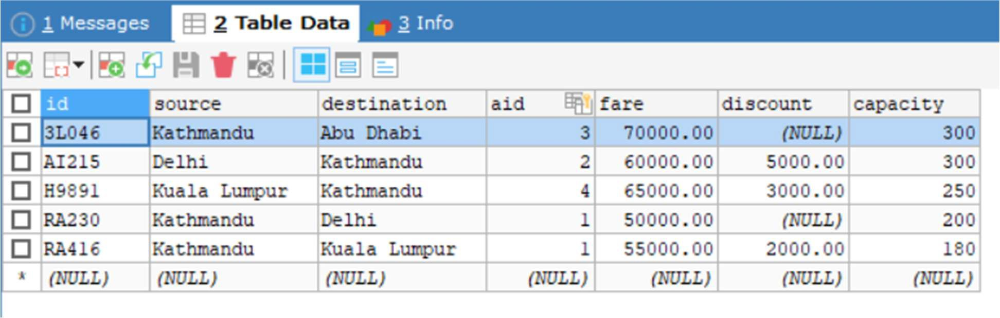 1 Messages 2 Table Data 3 Info
id source destination aid fare discount capacity
3L046 Kathmandu Abu Dhabi 3 70000.00 (NULL) 300
AI215 Delhi Kathmandu 2 60000.00 5000.00 300
H9891 Kuala Lumpur Kathmandu 4 65000.00 3000.00 250
RA230 Kathmandu Delhi 1 50000.00 (NULL) 200
RA416 Kathmandu Kuala Lumpur 1 55000.00 2000.00 180
* (NULL) (NULL) (NULL) (NULL) (NULL) (NULL) (NULL)